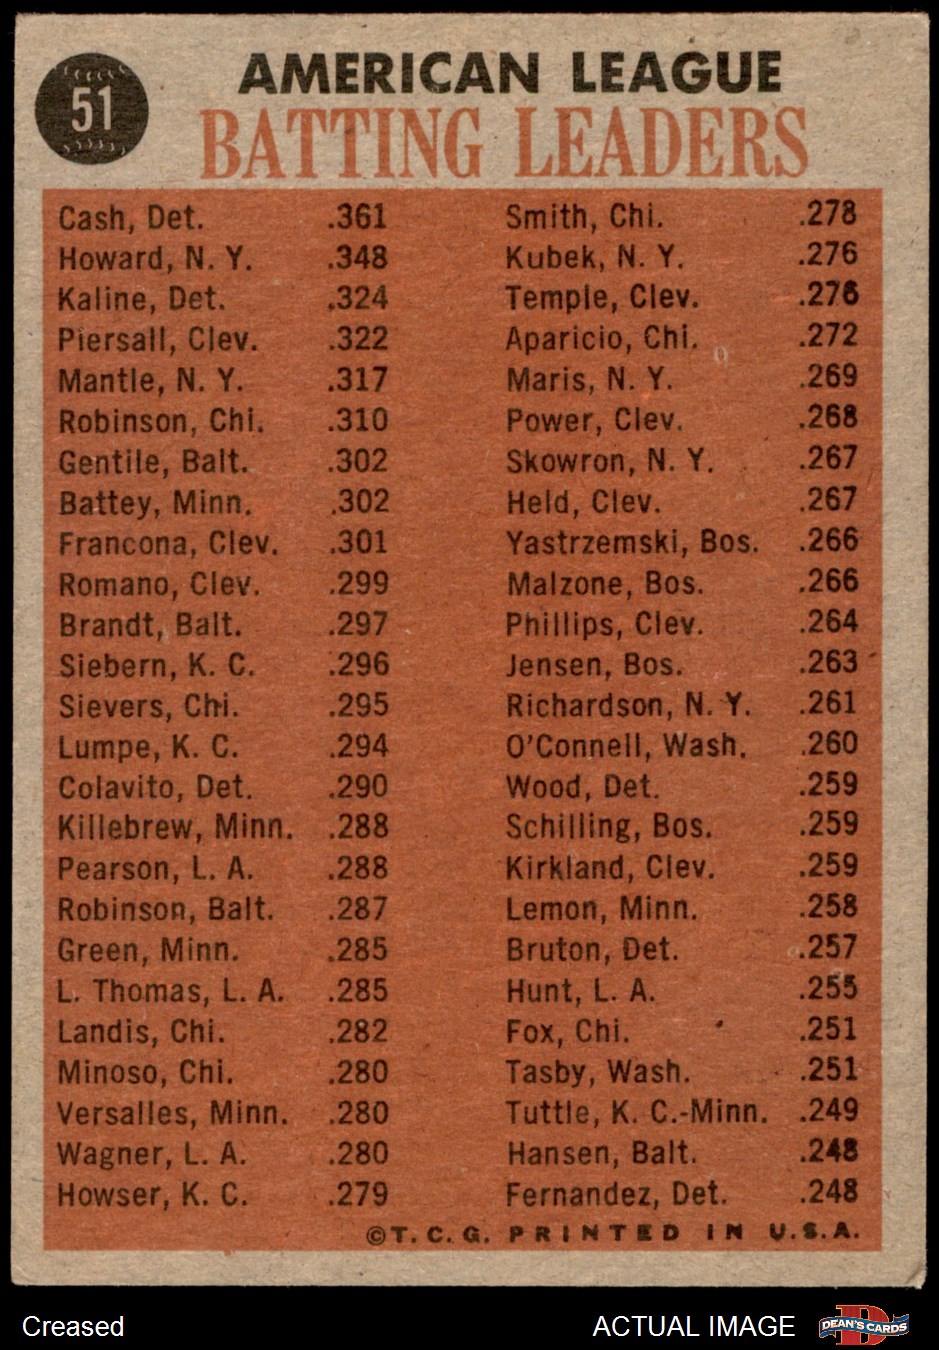 51
AMERICAN LEAGUE
BATTING LEADERS
Cash, Det. .361
Howard, N. Y. .348
Kaline, Det. .324
Piersall, Clev. .322
Mantle, N. Y. .317
Robinson, Chi. .310
Gentile, Balt. .302
Battey, Minn. .302
Francona, Clev. .301
Romano, Clev. .299
Brandt, Balt. .297
Siebern, K. C. .296
Sievers, Chi. .295
Lumpe, K. C. .294
Colavito, Det. .290
Killebrew, Minn. .288
Pearson, L. A. .288
Robinson, Balt. .287
Green, Minn. .285
L. Thomas, L. A. .285
Landis, Chi. .282
Minoso, Chi. .280
Versalles, Minn. .280
Wagner, L. A. .280
Howser, K. C. .279
Smith, Chi. .278
Kubek, N. Y. .276
Temple, Clev. .276
Aparicio, Chi. .272
Maris, N. Y. .269
Power, Clev. .268
Skowron, N. Y. .267
Held, Clev. .267
Yastrzemski, Bos. .266
Malzone, Bos. .266
Phillips, Clev. .264
Jensen, Bos. .263
Richardson, N. Y. .261
O'Connell, Wash. .260
Wood, Det. .259
Schilling, Bos. .259
Kirkland, Clev. .259
Lemon, Minn. .258
Bruton, Det. .257
Hunt, L. A. .255
Fox, Chi. .251
Tasby, Wash. .251
Tuttle, K. C.-Minn. .249
Hansen, Balt. .248
Fernandez, Det. .248
©T. C. G. PRINTED IN U.S.A.
Creased
ACTUAL IMAGE
D
DEAN'S CARDS